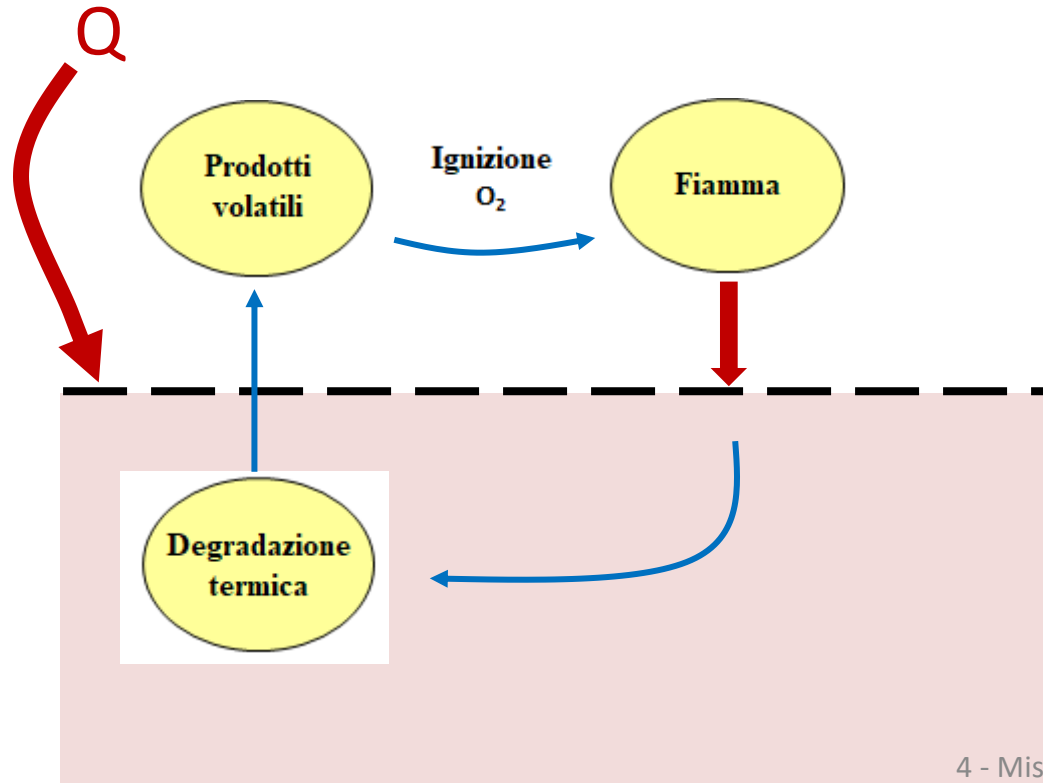 Q
Prodotti
volatili
Ignizione
O₂
Fiamma
Degradazione
termica
4 - Mis